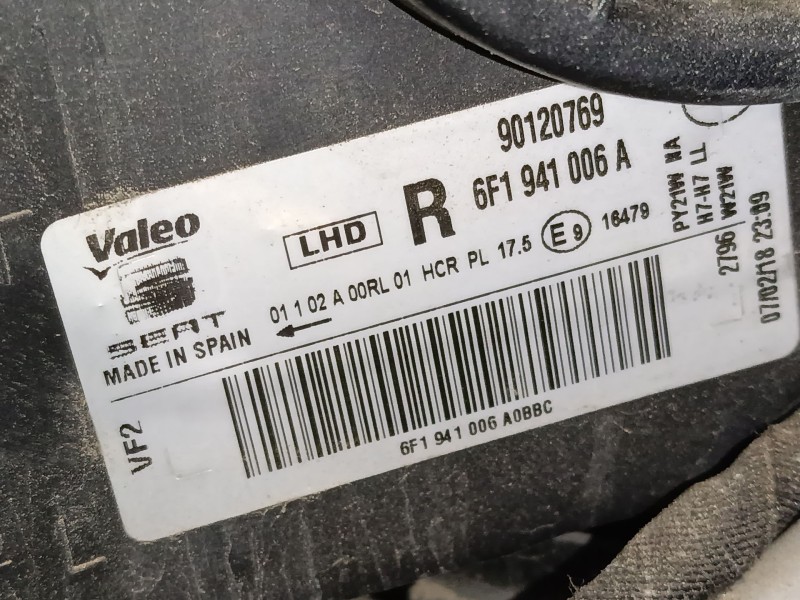 90120769
Valeo
LHD
R
6F1 941 006 A
SEAT
01 1 02 A 00RL 01 HCR PL 17.5 E9 16479
MADE IN SPAIN
PY21W NA
H7-H7 LL
2796 W21W
07/02/18 23:09
VF2
6F1 941 006 A0BBC